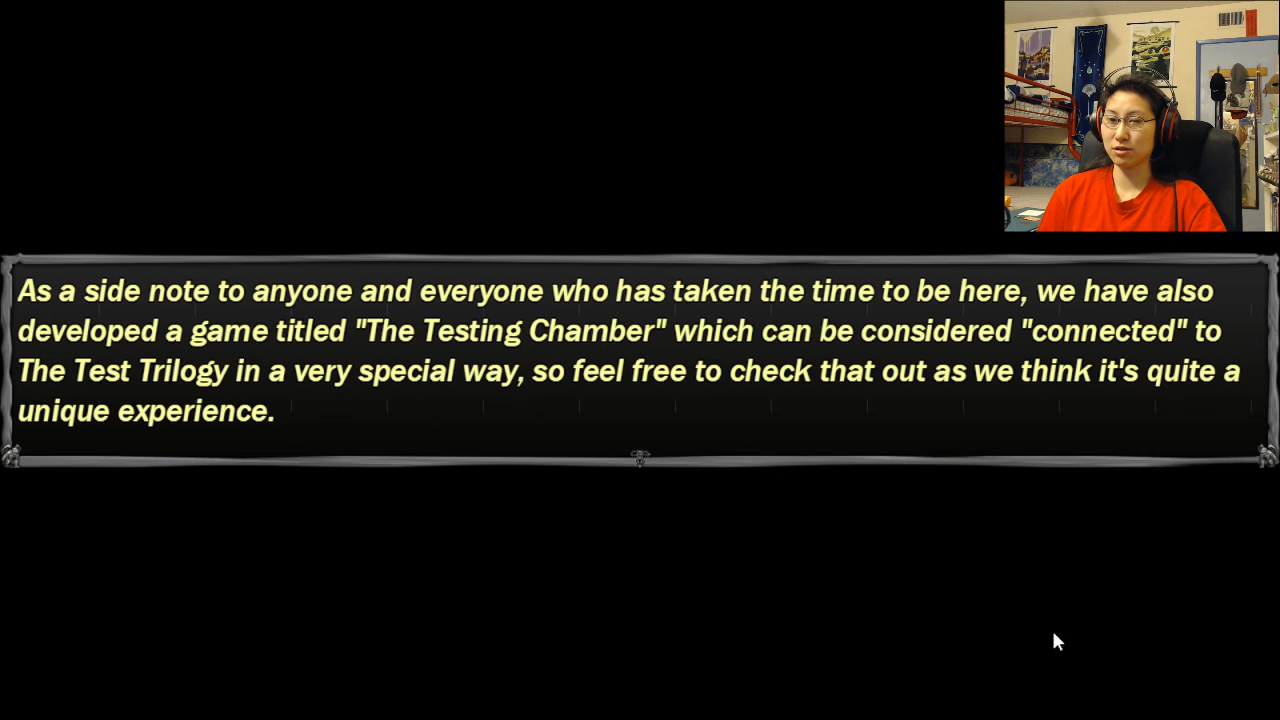 As a side note to anyone and everyone who has taken the time to be here, we have also
developed a game titled "The Testing Chamber" which can be considered "connected" to
The Test Trilogy in a very special way, so feel free to check that out as we think it's quite a
unique experience.